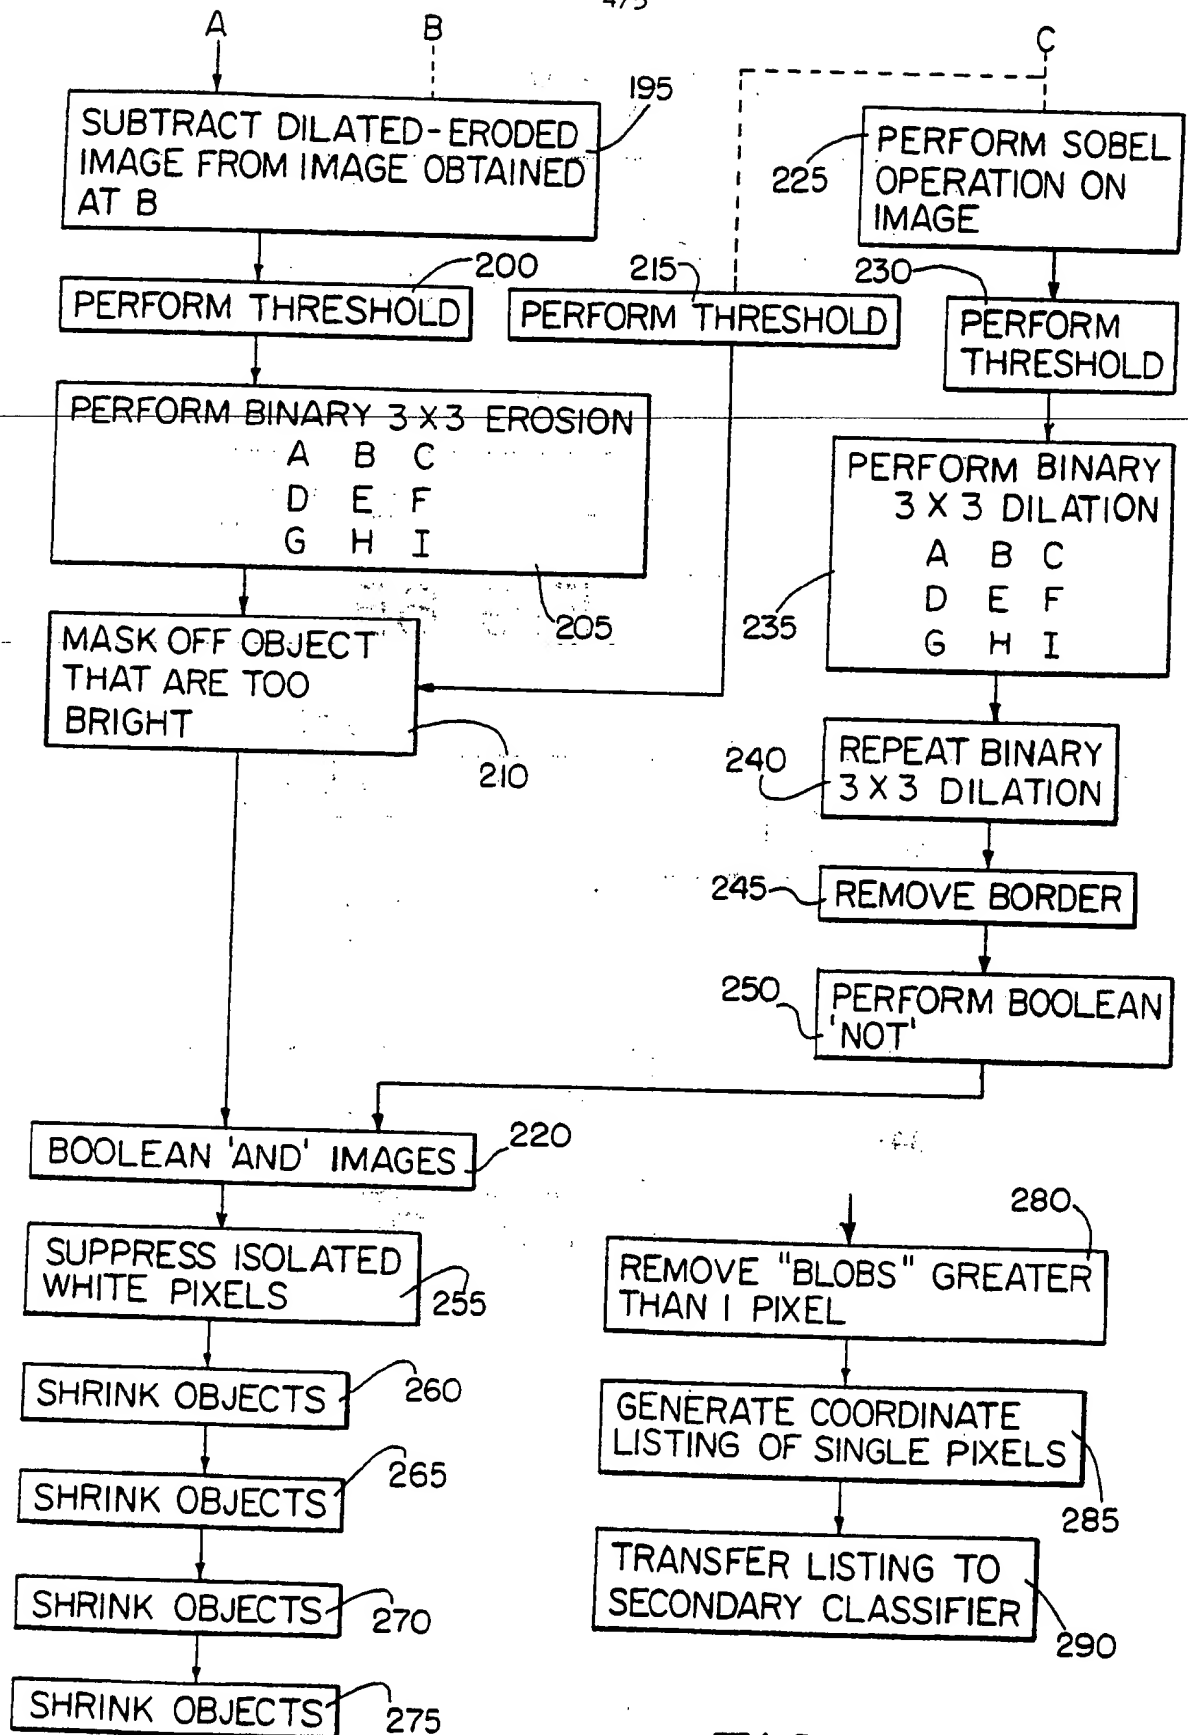 4/5
A
B
C
195
SUBTRACT DILATED-ERODED
IMAGE FROM IMAGE OBTAINED
AT B
225
PERFORM SOBEL
OPERATION ON
IMAGE
200
PERFORM THRESHOLD
215
PERFORM THRESHOLD
230
PERFORM
THRESHOLD
PERFORM BINARY 3 X 3 EROSION
A B C
D E F
G H I
205
PERFORM BINARY
3 X 3 DILATION
A B C
D E F
G H I
235
MASK OFF OBJECT
THAT ARE TOO
BRIGHT
210
240
REPEAT BINARY
3 X 3 DILATION
245
REMOVE BORDER
250
PERFORM BOOLEAN
'NOT'
BOOLEAN 'AND' IMAGES
220
SUPPRESS ISOLATED
WHITE PIXELS
255
SHRINK OBJECTS
260
SHRINK OBJECTS
265
SHRINK OBJECTS
270
SHRINK OBJECTS
275
280
REMOVE "BLOBS" GREATER
THAN 1 PIXEL
GENERATE COORDINATE
LISTING OF SINGLE PIXELS
285
TRANSFER LISTING TO
SECONDARY CLASSIFIER
290